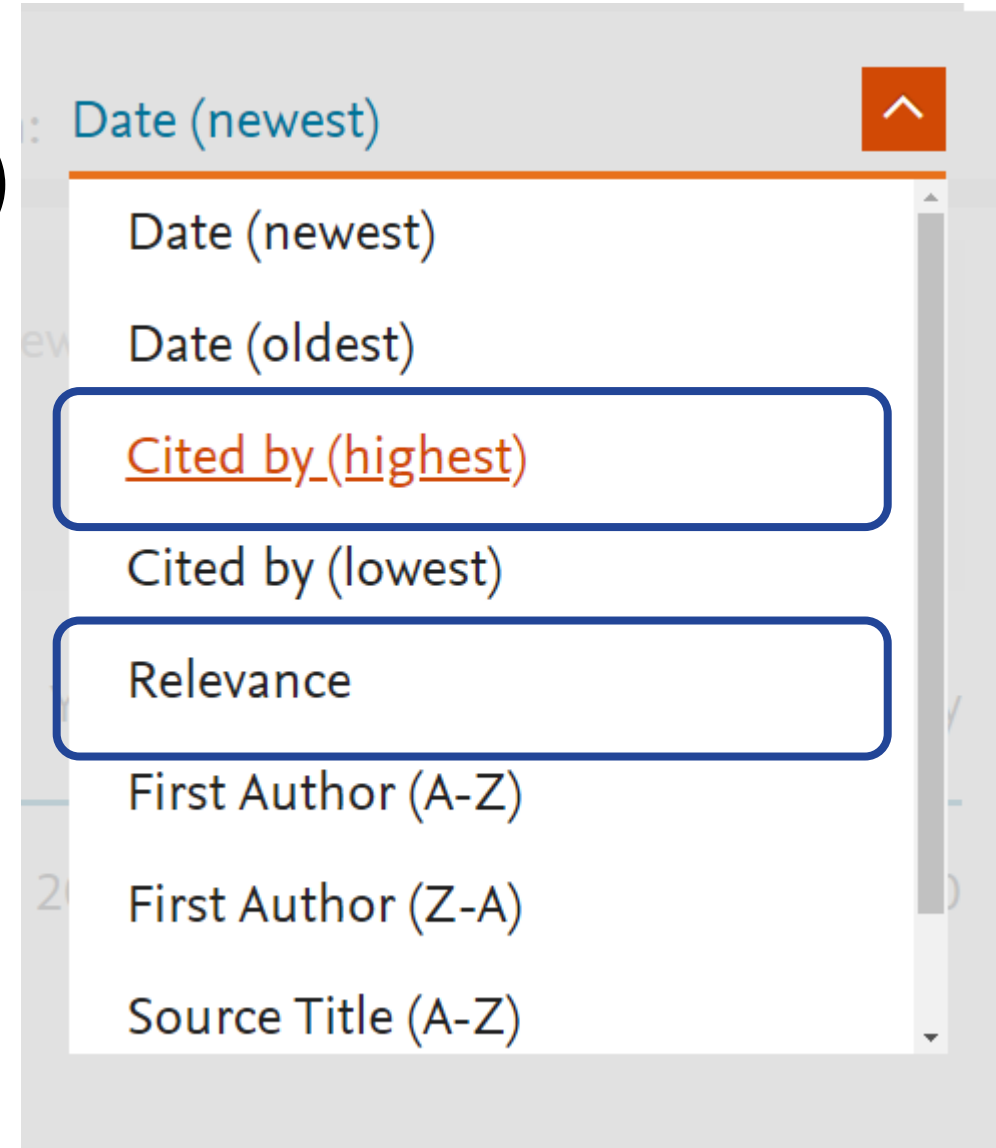 Date (newest)
Date (newest)
Date (oldest)
Cited by (highest)
Cited by (lowest)
Relevance
First Author (A-Z)
First Author (Z-A)
Source Title (A-Z)